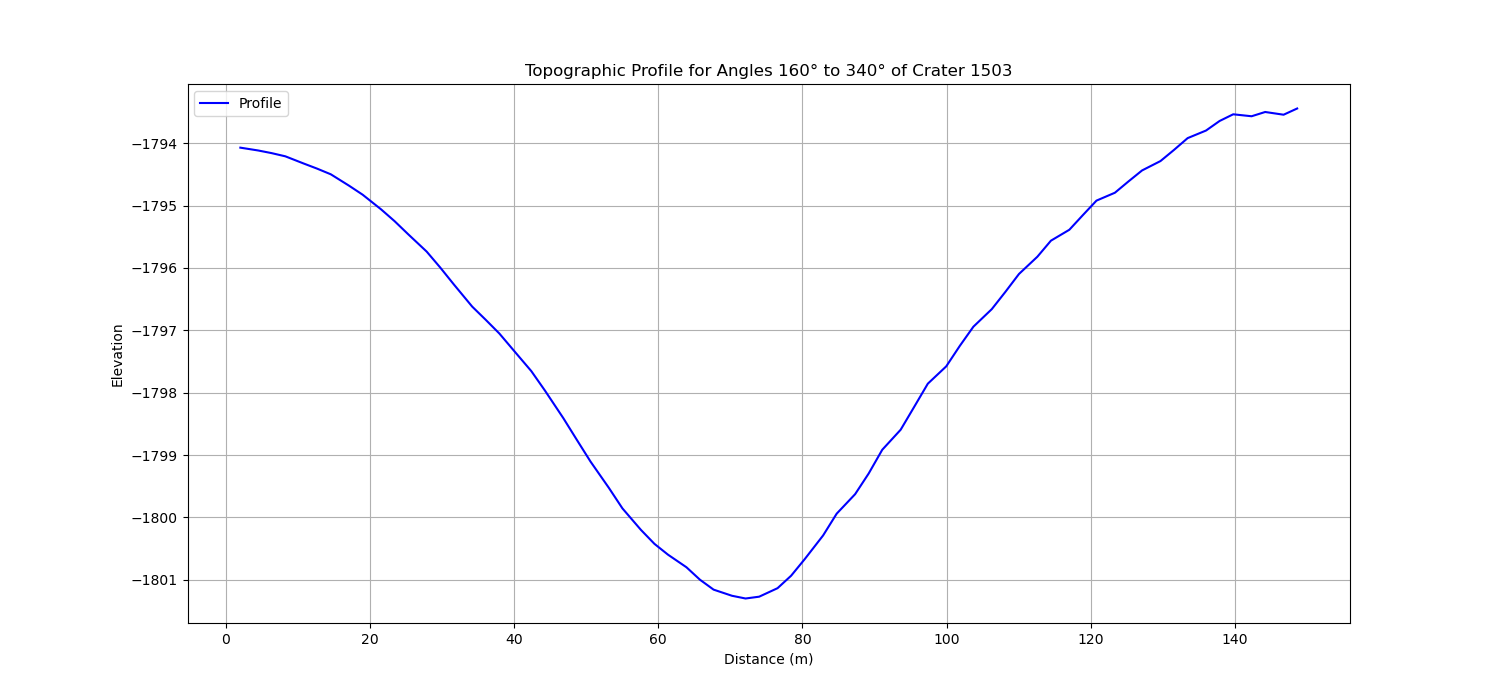 Topographic Profile for Angles 160° to 340° of Crater 1503
Profile
−1794
−1795
−1796
−1797
−1798
−1799
−1800
−1801
Elevation
0 20 40 60 80 100 120 140
Distance (m)